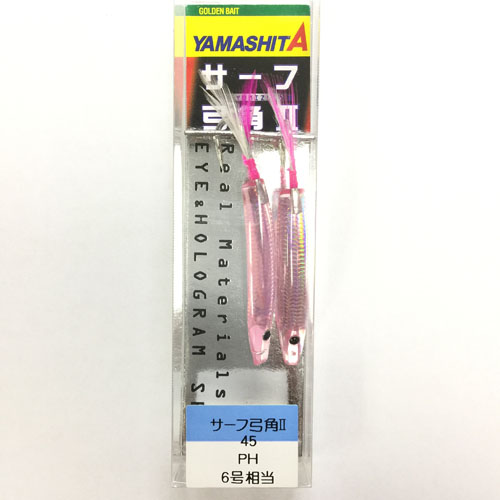 GOLDEN BAIT
YAMASHITA
サーフ
弓角II
Real Materials
EYE&HOLOGRAM
サーフ弓角II
45
PH
6号相当